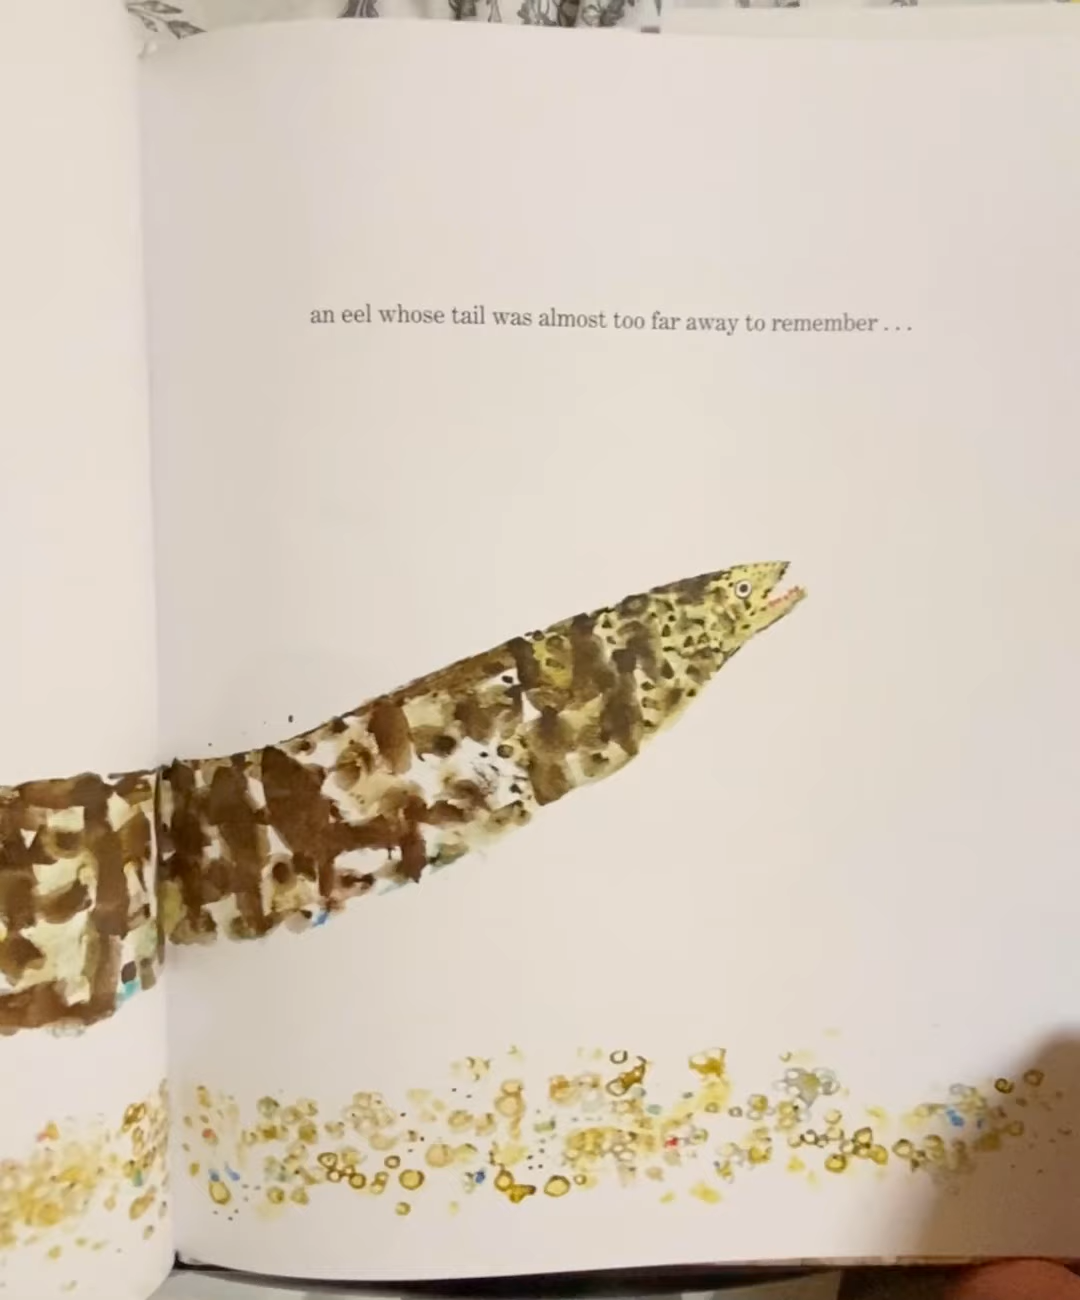 an eel whose tail was almost too far away to remember . . .